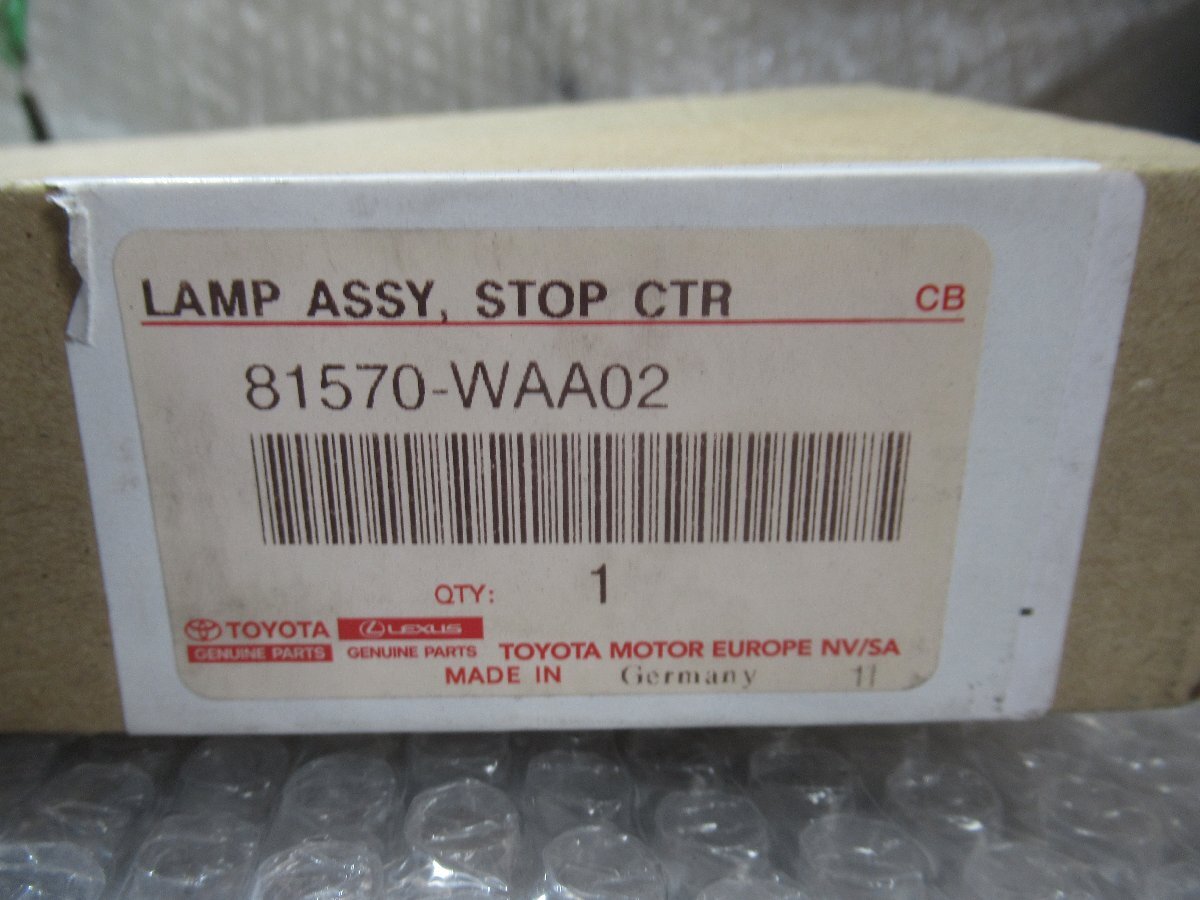 LAMP ASSY, STOP CTR CB
81570-WAA02
QTY: 1
TOYOTA LEXUS
GENUINE PARTS GENUINE PARTS TOYOTA MOTOR EUROPE NV/SA
MADE IN Germany 11